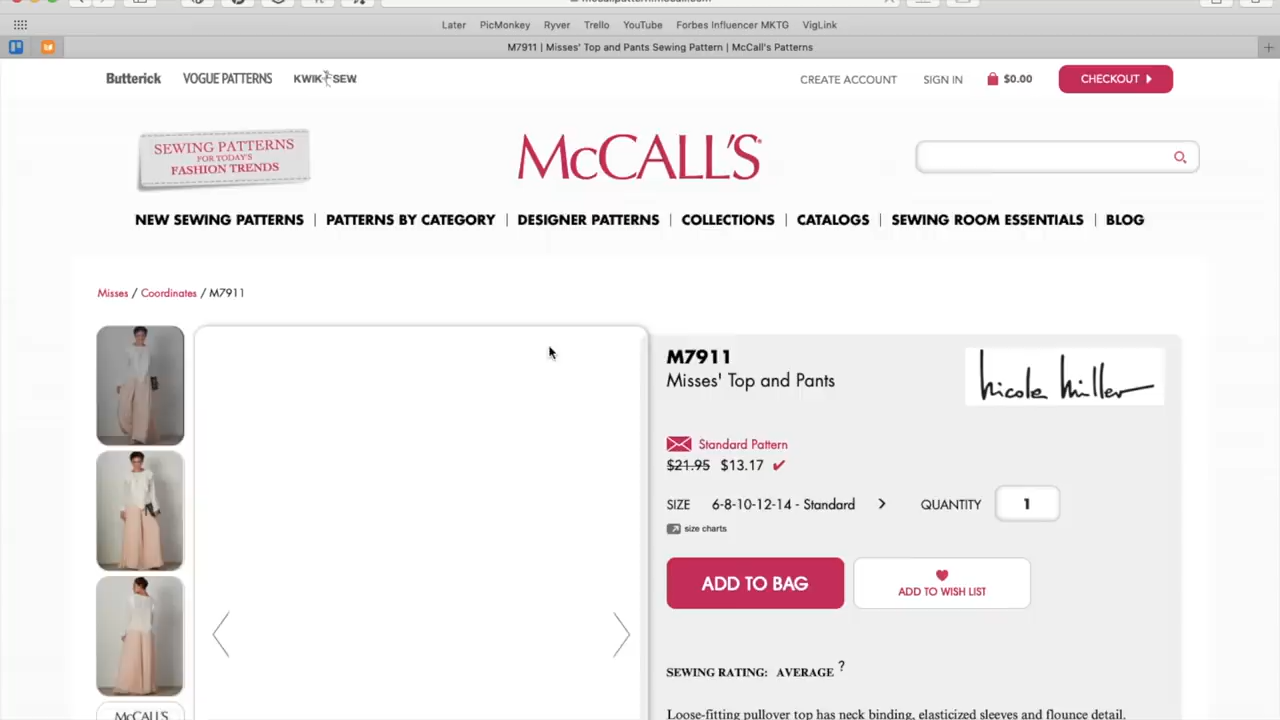 Later PicMonkey Ryver Trello YouTube Forbes Influencer MKTG VigLink
M7911 | Misses' Top and Pants Sewing Pattern | McCall's Patterns
Butterick VOGUE PATTERNS KWIK SEW CREATE ACCOUNT SIGN IN $0.00 CHECKOUT
SEWING PATTERNS
FOR TODAY'S
FASHION TRENDS
McCALL'S
NEW SEWING PATTERNS | PATTERNS BY CATEGORY | DESIGNER PATTERNS | COLLECTIONS | CATALOGS | SEWING ROOM ESSENTIALS | BLOG
Misses / Coordinates / M7911
M7911
Misses' Top and Pants
nicole miller
Standard Pattern
$21.95 $13.17
SIZE 6-8-10-12-14 - Standard QUANTITY 1
size charts
ADD TO BAG
ADD TO WISH LIST
SEWING RATING: AVERAGE ?
Loose-fitting pullover top has neck binding, elasticized sleeves and flounce detail.
McCALL'S